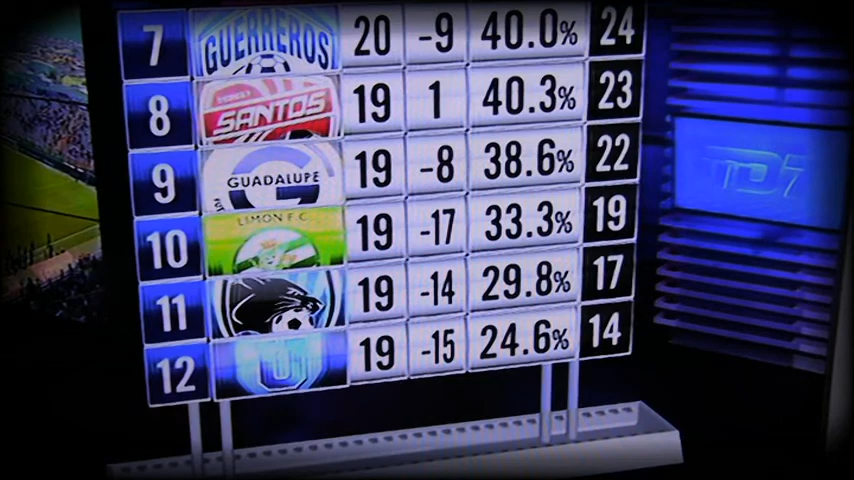 7 GUERREROS 20 -9 40.0% 24
8 SANTOS 19 1 40.3% 23
9 GUADALUPE 19 -8 38.6% 22
10 LIMON F.C. 19 -17 33.3% 19
11 19 -14 29.8% 17
12 U 19 -15 24.6% 14
TD7